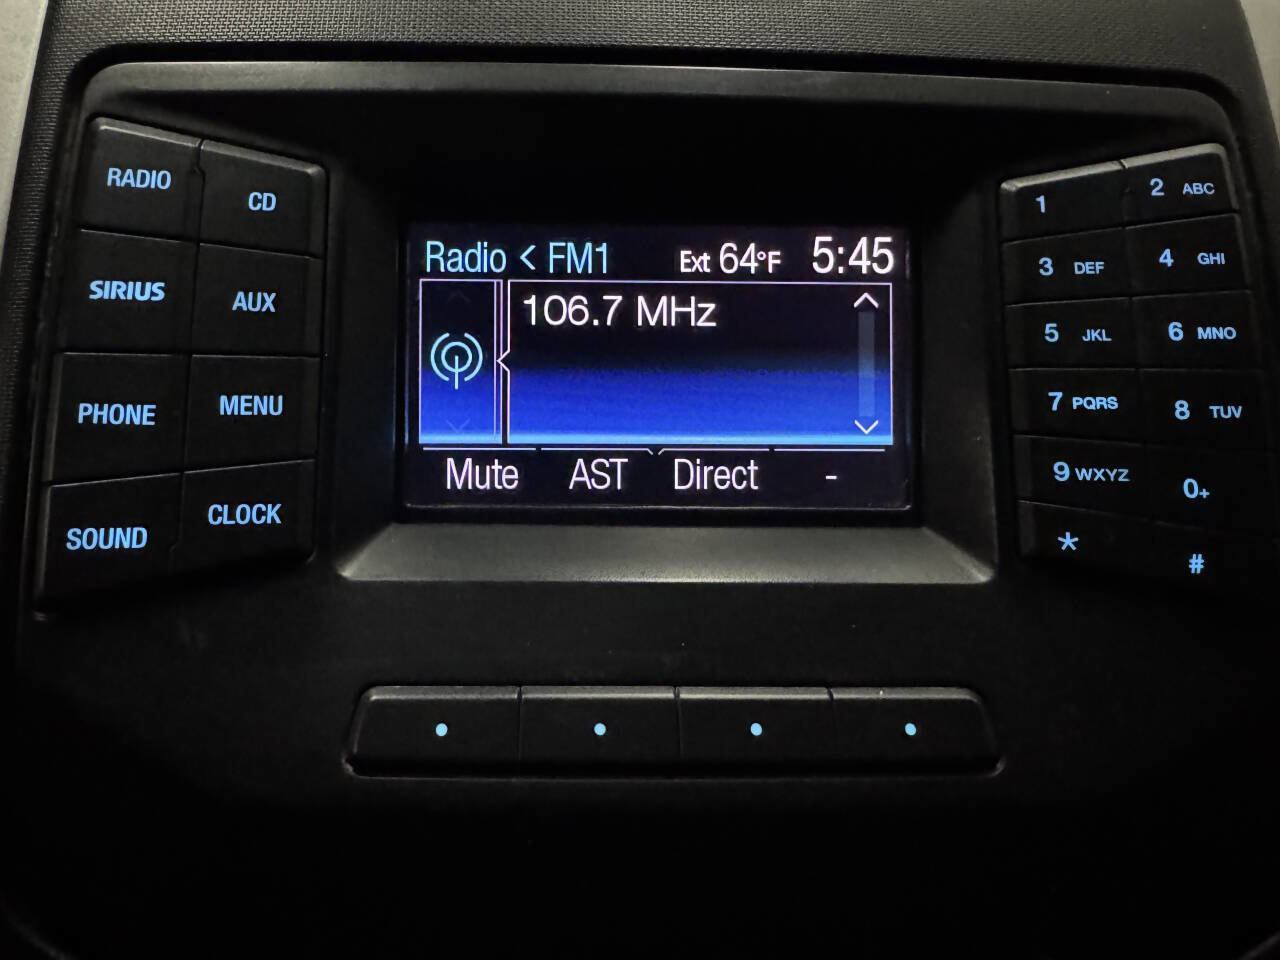 RADIO
CD
SIRIUS
AUX
PHONE
MENU
SOUND
CLOCK
Radio < FM1 Ext 64°F 5:45
106.7 MHz
Mute AST Direct -
1
2 ABC
3 DEF
4 GHI
5 JKL
6 MNO
7 PQRS
8 TUV
9 WXYZ
0+
*
#